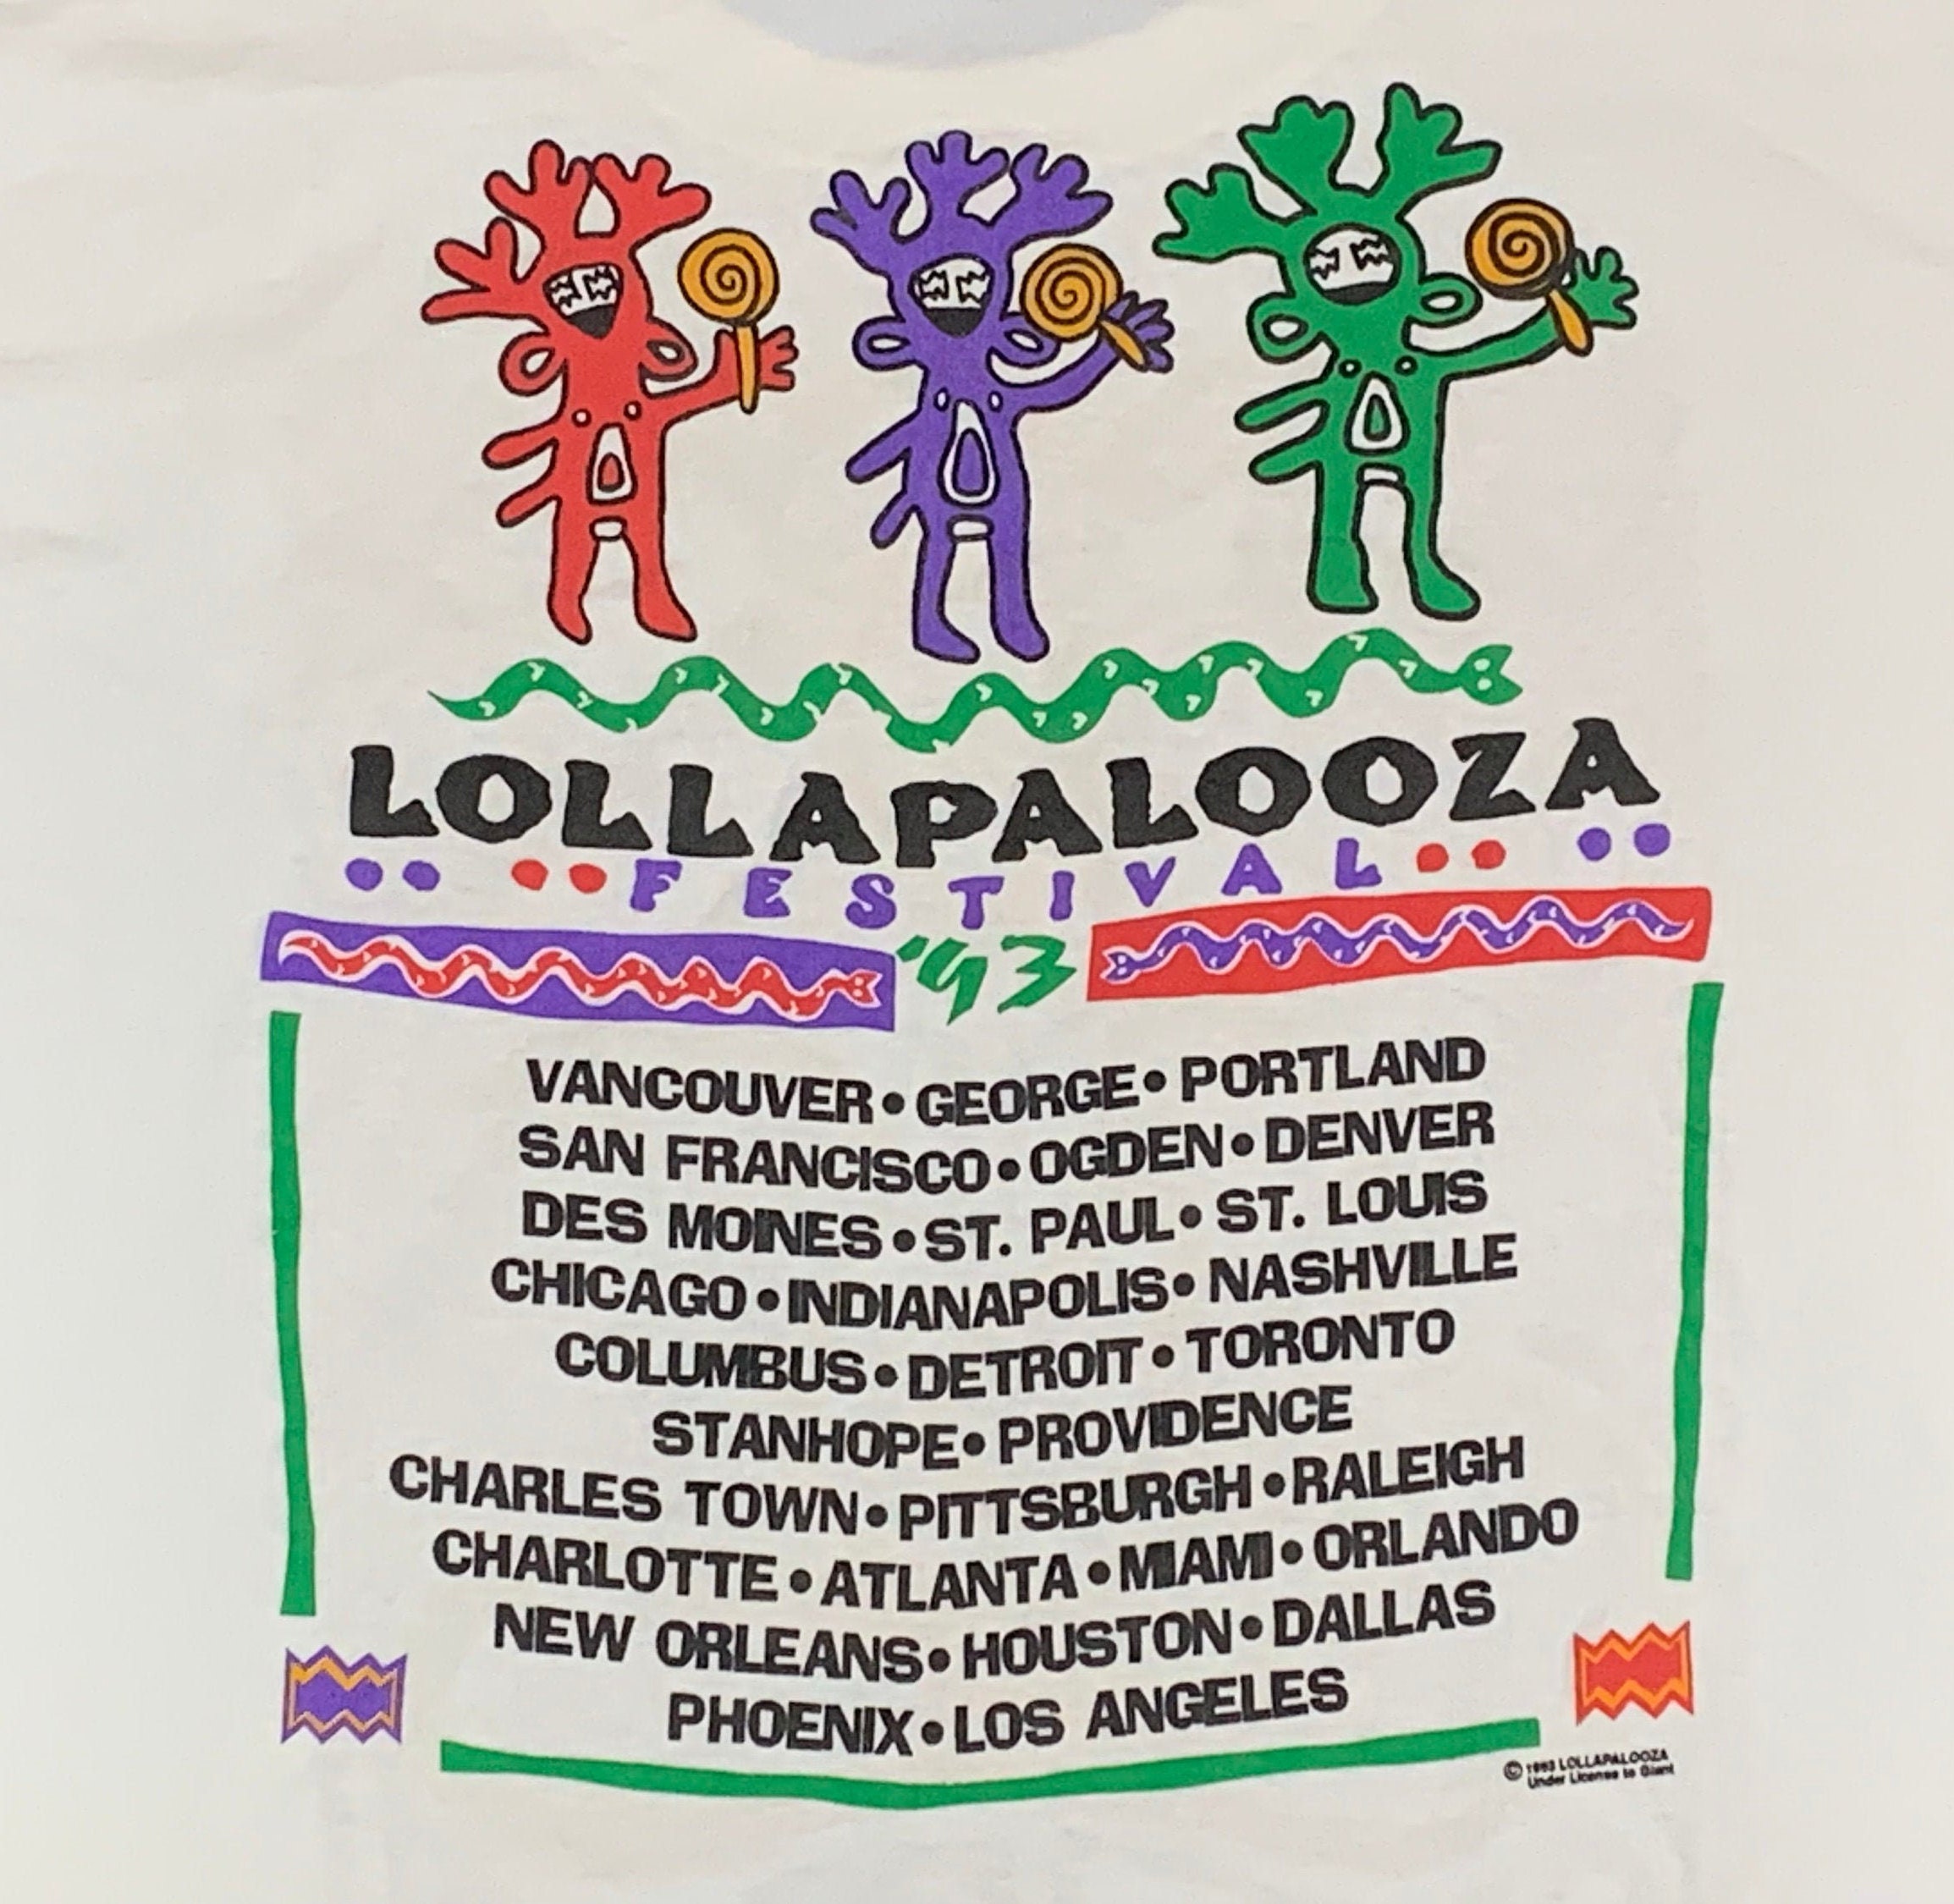 LOLLAPALOOZA
FESTIVAL
'93
VANCOUVER • GEORGE • PORTLAND
SAN FRANCISCO • OGDEN • DENVER
DES MOINES • ST. PAUL • ST. LOUIS
CHICAGO • INDIANAPOLIS • NASHVILLE
COLUMBUS • DETROIT • TORONTO
STANHOPE • PROVIDENCE
CHARLES TOWN • PITTSBURGH • RALEIGH
CHARLOTTE • ATLANTA • MIAMI • ORLANDO
NEW ORLEANS • HOUSTON • DALLAS
PHOENIX • LOS ANGELES
© 1993 LOLLAPALOOZA
Under License to Giant